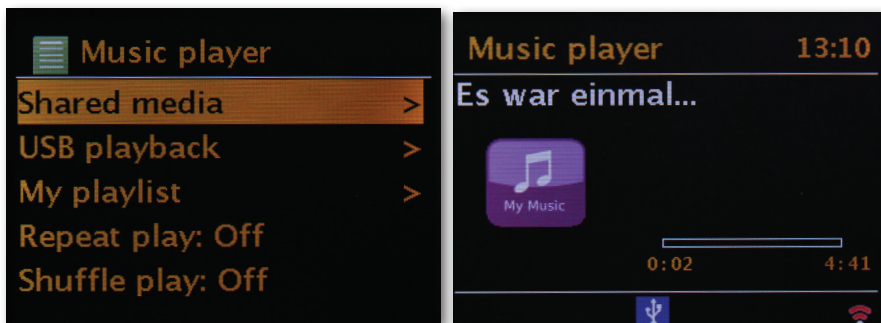 Music player
Shared media >
USB playback >
My playlist >
Repeat play: Off
Shuffle play: Off
Music player 13:10
Es war einmal...
My Music
0:02 4:41